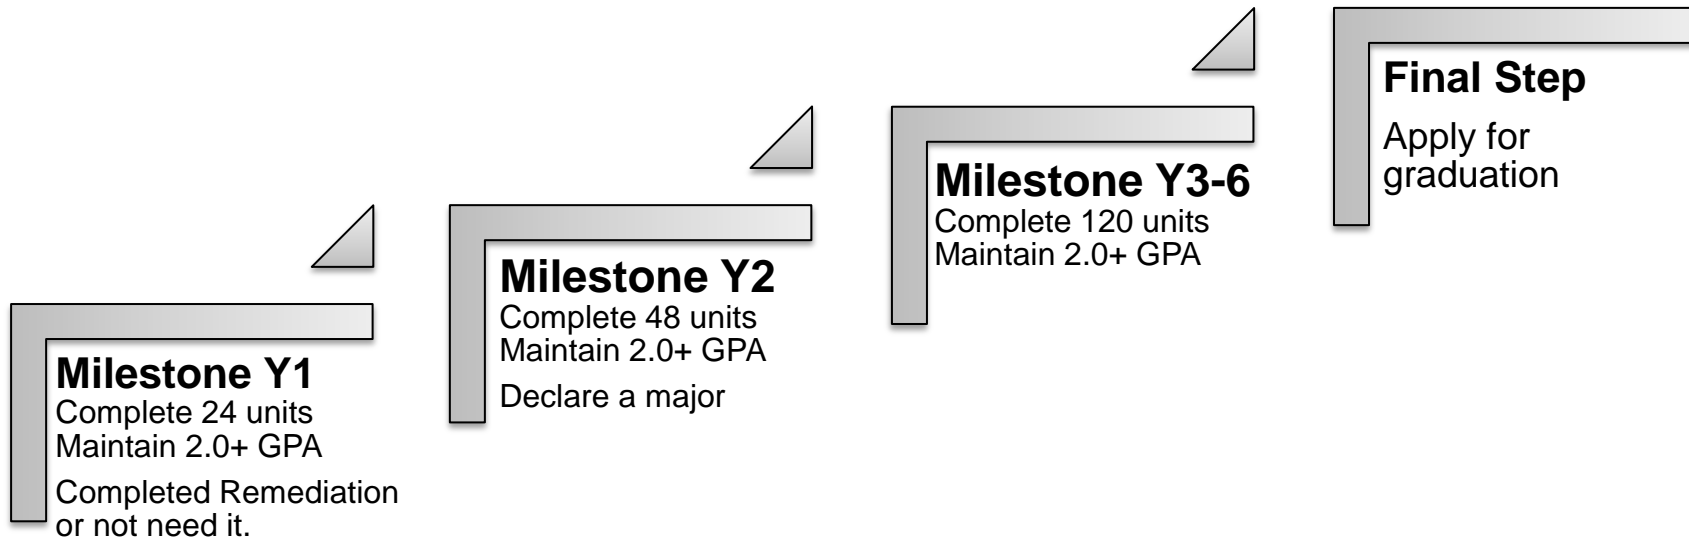 Milestone Y1
Complete 24 units
Maintain 2.0+ GPA
Completed Remediation
or not need it.
Milestone Y2
Complete 48 units
Maintain 2.0+ GPA
Declare a major
Milestone Y3-6
Complete 120 units
Maintain 2.0+ GPA
Final Step
Apply for
graduation